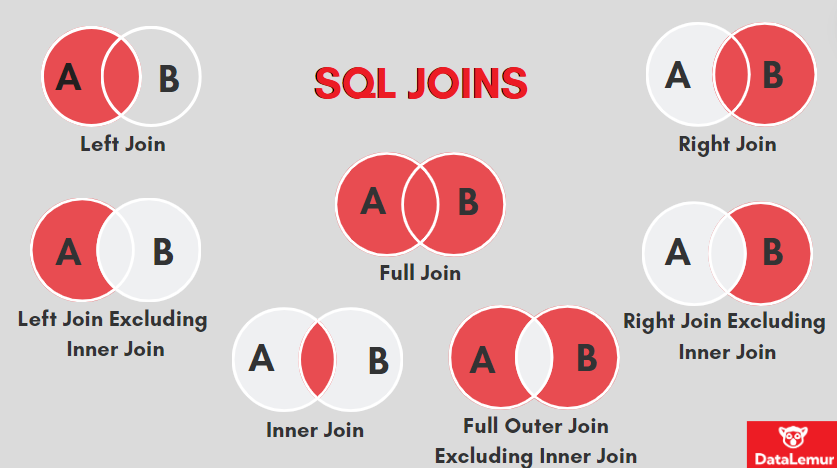 SQL JOINS
A
B
Left Join
A
B
Right Join
A
B
Full Join
A
B
Left Join Excluding
Inner Join
A
B
Right Join Excluding
Inner Join
A
B
Inner Join
A
B
Full Outer Join
Excluding Inner Join
DataLemur